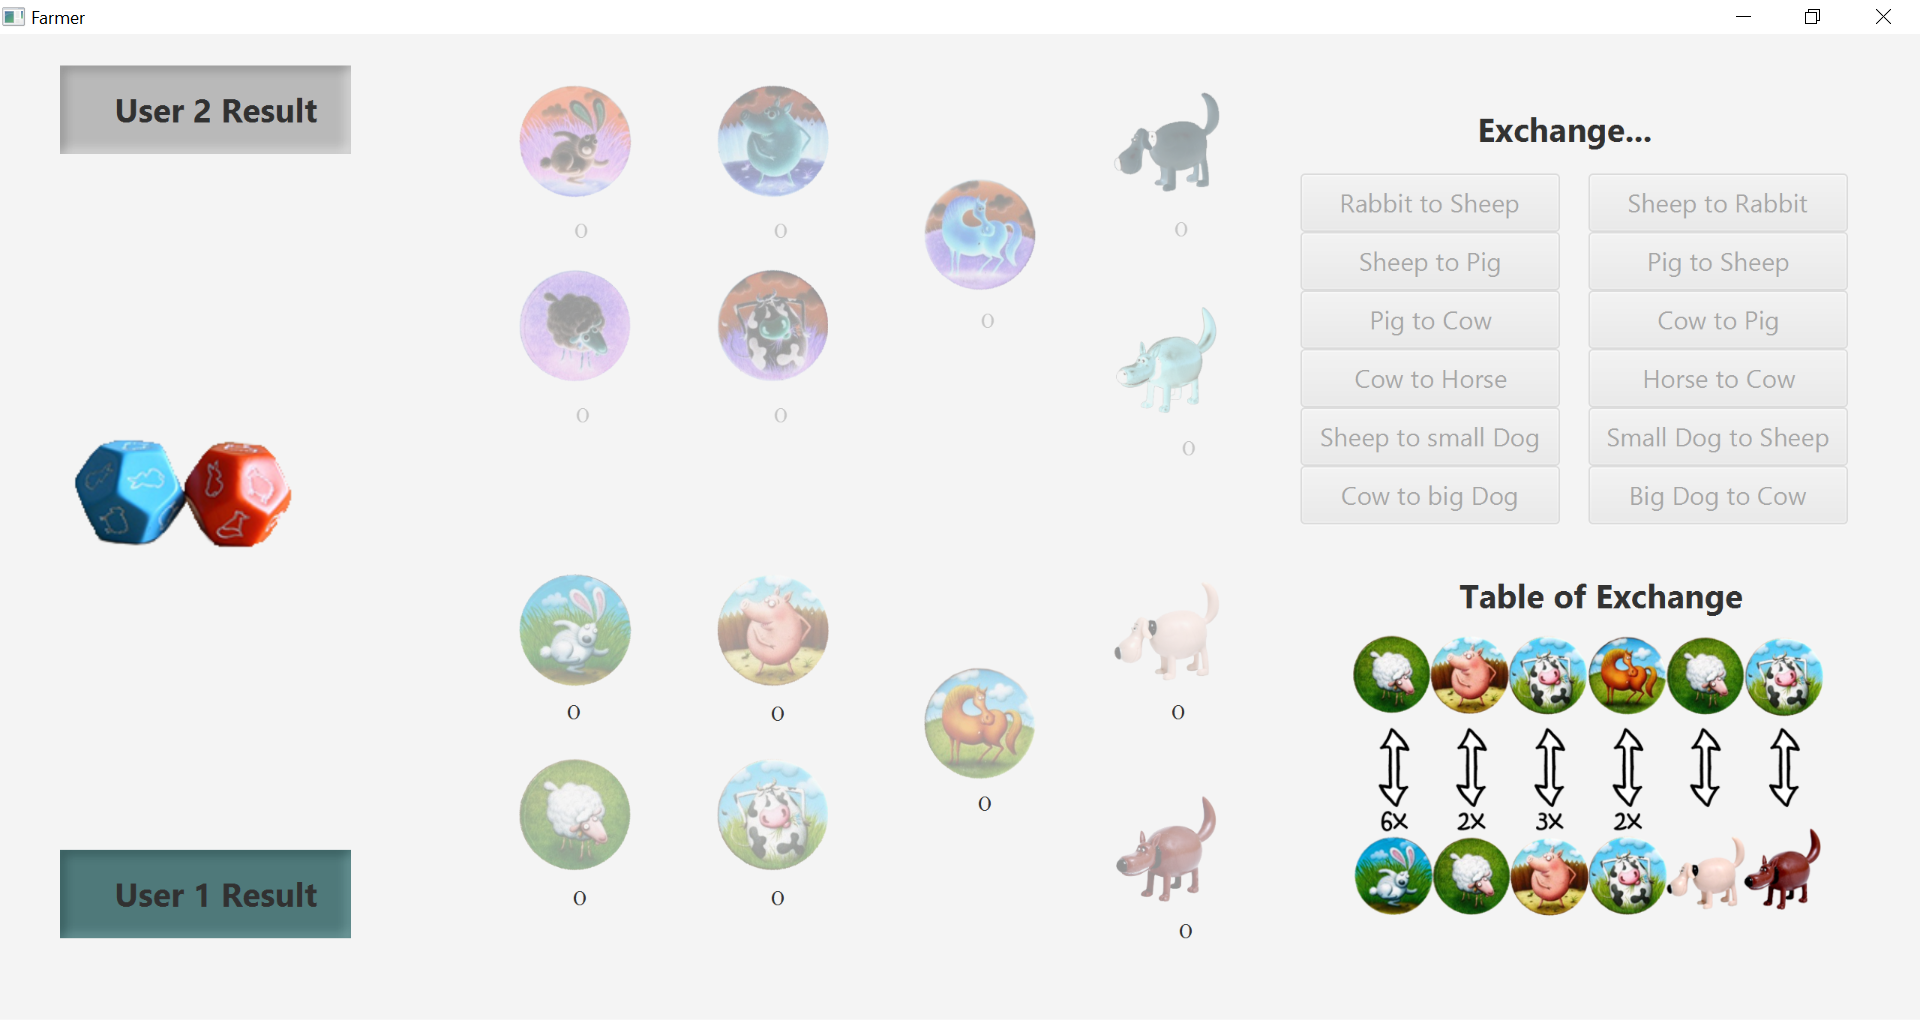 Farmer
User 2 Result
0 0
0
0
0 0
0
0
User 1 Result
0 0
0
0
0 0
0
0
Exchange...
Rabbit to Sheep Sheep to Rabbit
Sheep to Pig Pig to Sheep
Pig to Cow Cow to Pig
Cow to Horse Horse to Cow
Sheep to small Dog Small Dog to Sheep
Cow to big Dog Big Dog to Cow
Table of Exchange
6X 2X 3X 2X